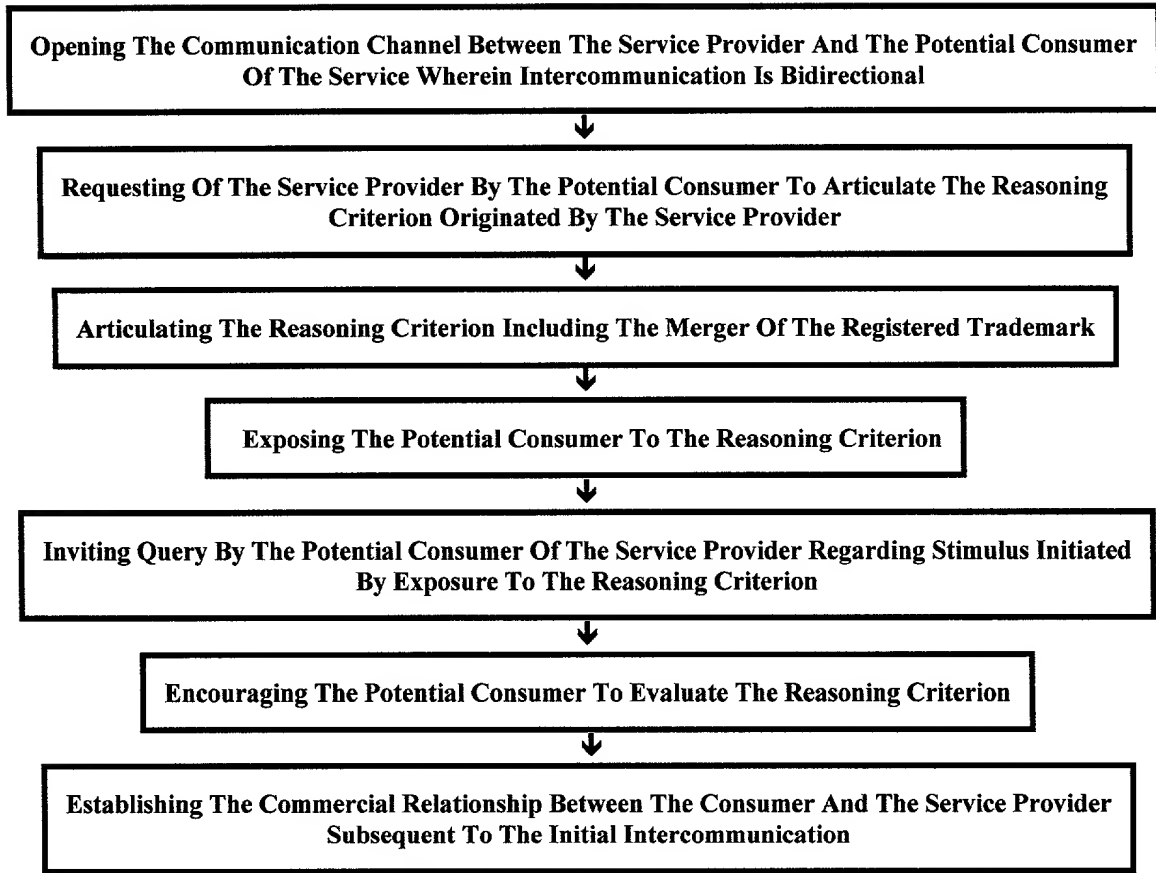 Opening The Communication Channel Between The Service Provider And The Potential Consumer
Of The Service Wherein Intercommunication Is Bidirectional
Requesting Of The Service Provider By The Potential Consumer To Articulate The Reasoning
Criterion Originated By The Service Provider
Articulating The Reasoning Criterion Including The Merger Of The Registered Trademark
Exposing The Potential Consumer To The Reasoning Criterion
Inviting Query By The Potential Consumer Of The Service Provider Regarding Stimulus Initiated
By Exposure To The Reasoning Criterion
Encouraging The Potential Consumer To Evaluate The Reasoning Criterion
Establishing The Commercial Relationship Between The Consumer And The Service Provider
Subsequent To The Initial Intercommunication